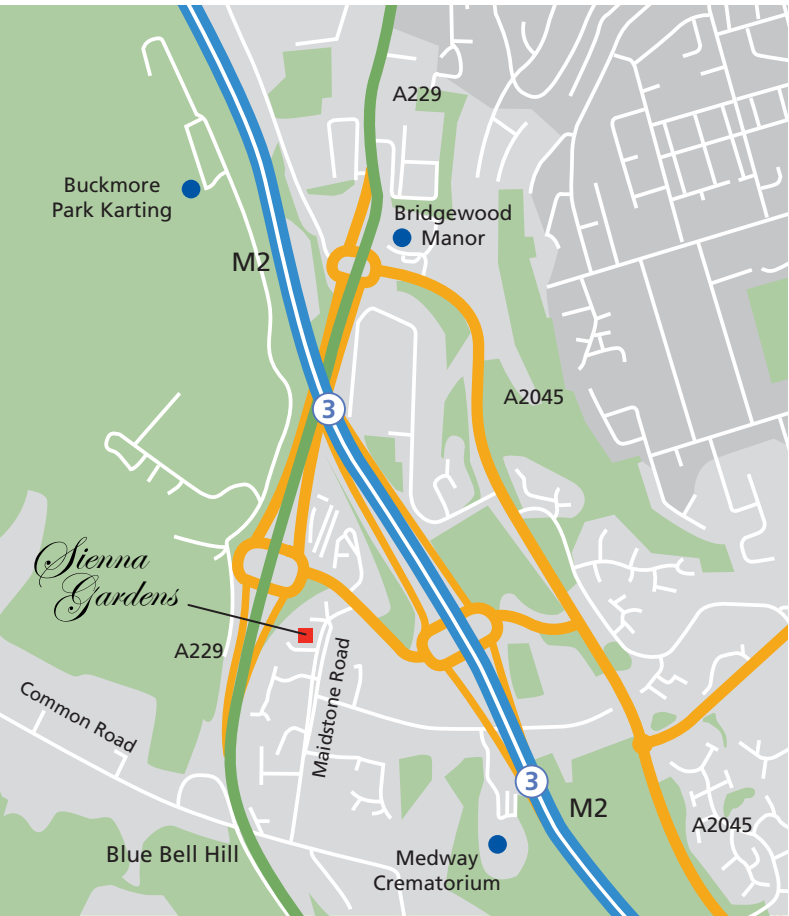 A229
Buckmore
Park Karting
Bridgewood
Manor
M2
A2045
3
Sienna
Gardens
A229
Maidstone Road
Common Road
3
M2
A2045
Blue Bell Hill
Medway
Crematorium